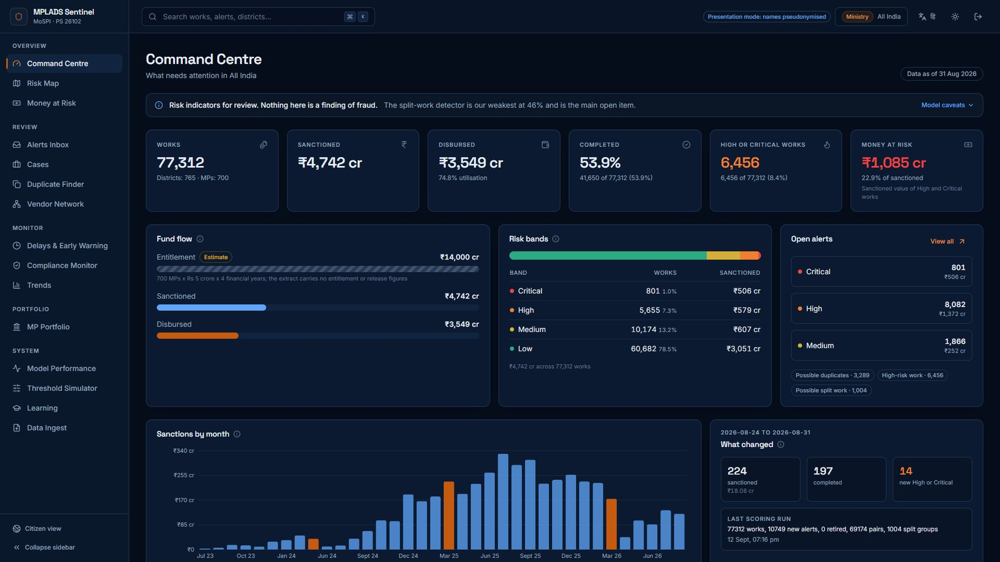 MPLADS Sentinel
MoSPI · PS 26102
Search works, alerts, districts...
⌘ K
Presentation mode: names pseudonymised
Ministry All India
हि
OVERVIEW
Command Centre
Risk Map
Money at Risk
REVIEW
Alerts Inbox
Cases
Duplicate Finder
Vendor Network
MONITOR
Delays & Early Warning
Compliance Monitor
Trends
PORTFOLIO
MP Portfolio
SYSTEM
Model Performance
Threshold Simulator
Learning
Data Ingest
Citizen view
Collapse sidebar
Command Centre
What needs attention in All India
Data as of 31 Aug 2026
Risk indicators for review. Nothing here is a finding of fraud. The split-work detector is our weakest at 46% and is the main open item.
Model caveats
WORKS
77,312
Districts: 765 · MPs: 700
SANCTIONED
₹4,742 cr
DISBURSED
₹3,549 cr
74.8% utilisation
COMPLETED
53.9%
41,650 of 77,312 (53.9%)
HIGH OR CRITICAL WORKS
6,456
6,456 of 77,312 (8.4%)
MONEY AT RISK
₹1,085 cr
22.9% of sanctioned
Sanctioned value of High and Critical
works
Fund flow
Entitlement Estimate ₹14,000 cr
700 MPs x Rs 5 crore x 4 financial years; the extract carries no entitlement or release figures
Sanctioned ₹4,742 cr
Disbursed ₹3,549 cr
Risk bands
BAND WORKS SANCTIONED
Critical 801 1.0% ₹506 cr
High 5,655 7.3% ₹579 cr
Medium 10,174 13.2% ₹607 cr
Low 60,682 78.5% ₹3,051 cr
₹4,742 cr across 77,312 works
Open alerts
View all
Critical 801
₹506 cr
High 8,082
₹1,372 cr
Medium 1,866
₹252 cr
Possible duplicates · 3,289
High-risk work · 6,456
Possible split work · 1,004
Sanctions by month
₹340 cr
₹255 cr
₹170 cr
₹85 cr
₹0
Jul 23 Oct 23 Jan 24 Jun 24 Sept 24 Dec 24 Mar 25 Jun 25 Sept 25 Dec 25 Mar 26 Jun 26
2026-08-24 TO 2026-08-31
What changed
224
sanctioned
₹18.08 cr
197
completed
14
new High or Critical
LAST SCORING RUN
77312 works, 10749 new alerts, 0 retired, 69174 pairs, 1004 split groups
12 Sept, 07:16 pm